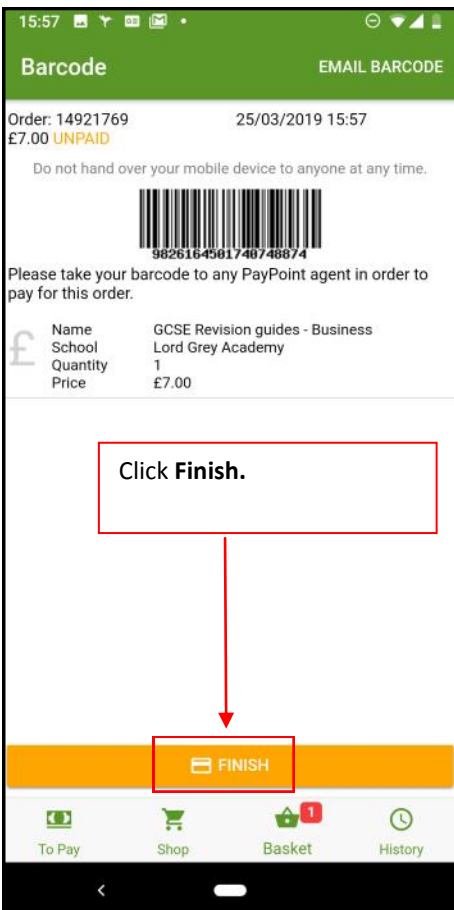 15:57
Barcode EMAIL BARCODE
Order: 14921769 25/03/2019 15:57
£7.00 UNPAID
Do not hand over your mobile device to anyone at any time.
9826164501740748874
Please take your barcode to any PayPoint agent in order to
pay for this order.
£
Name GCSE Revision guides - Business
School Lord Grey Academy
Quantity 1
Price £7.00
Click Finish.
FINISH
1
To Pay Shop Basket History